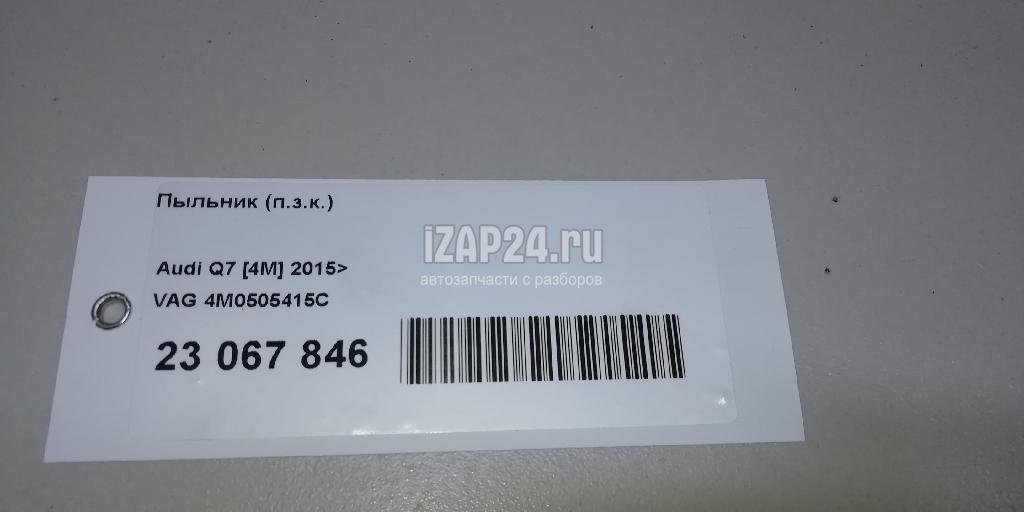 Пыльник (п.з.к.)
iZAP24.ru
Audi Q7 [4M] 2015>
автозапчасти с разборов
VAG 4M0505415C
23 067 846